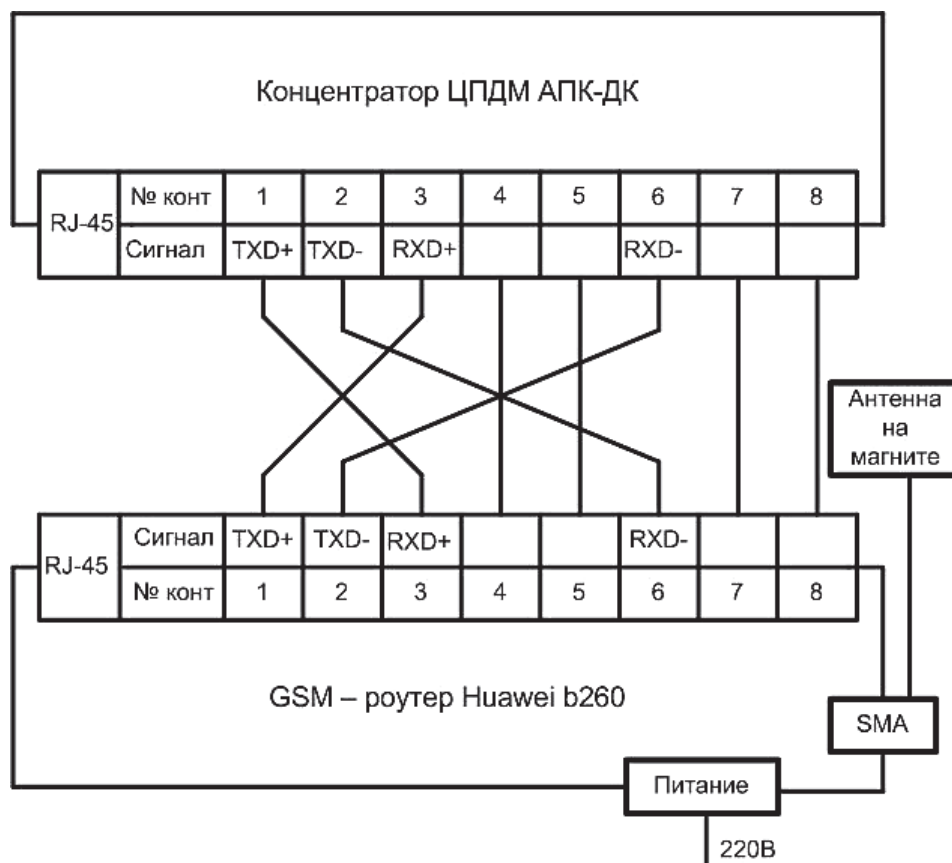 Концентратор ЦПДМ АПК-ДК
RJ-45
№ конт 1 2 3 4 5 6 7 8
Сигнал TXD+ TXD- RXD+ RXD-
Антенна
на
магните
RJ-45
Сигнал TXD+ TXD- RXD+ RXD-
№ конт 1 2 3 4 5 6 7 8
GSM – роутер Huawei b260
SMA
Питание
220В